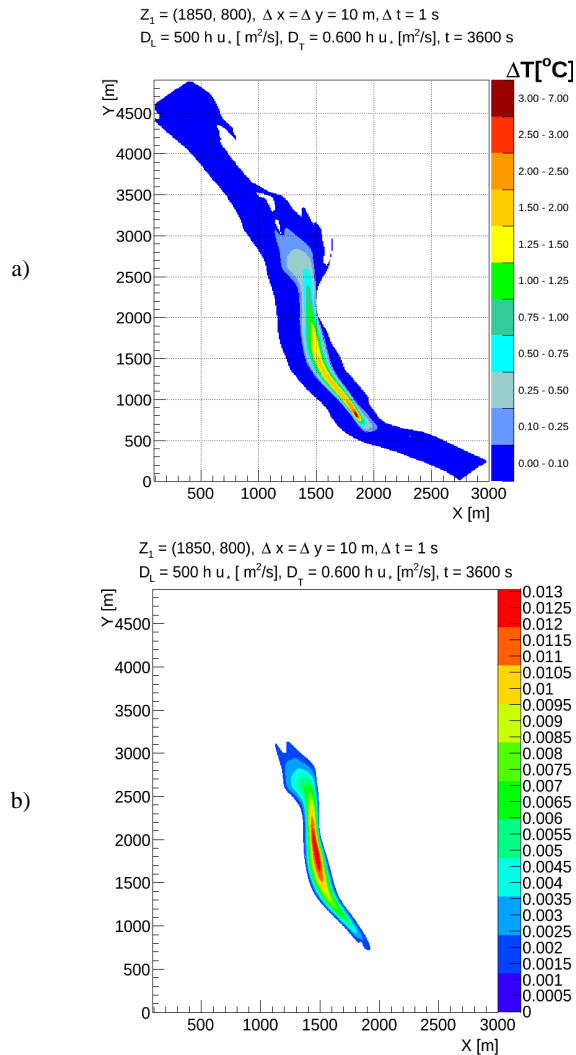 Z1 = (1850, 800), Δ x = Δ y = 10 m, Δ t = 1 s
DL = 500 h u* [ m²/s], DT = 0.600 h u* [m²/s], t = 3600 s
ΔT[°C]
Y [m]
4500
4000
3500
3000
2500
2000
1500
1000
500
0
500 1000 1500 2000 2500 3000
X [m]
3.00 - 7.00
2.50 - 3.00
2.00 - 2.50
1.50 - 2.00
1.25 - 1.50
1.00 - 1.25
0.75 - 1.00
0.50 - 0.75
0.25 - 0.50
0.10 - 0.25
0.00 - 0.10
a)
Z1 = (1850, 800), Δ x = Δ y = 10 m, Δ t = 1 s
DL = 500 h u* [ m²/s], DT = 0.600 h u* [m²/s], t = 3600 s
Y [m]
4500
4000
3500
3000
2500
2000
1500
1000
500
0
500 1000 1500 2000 2500 3000
X [m]
0.013
0.0125
0.012
0.0115
0.011
0.0105
0.01
0.0095
0.009
0.0085
0.008
0.0075
0.007
0.0065
0.006
0.0055
0.005
0.0045
0.004
0.0035
0.003
0.0025
0.002
0.0015
0.001
0.0005
0
b)